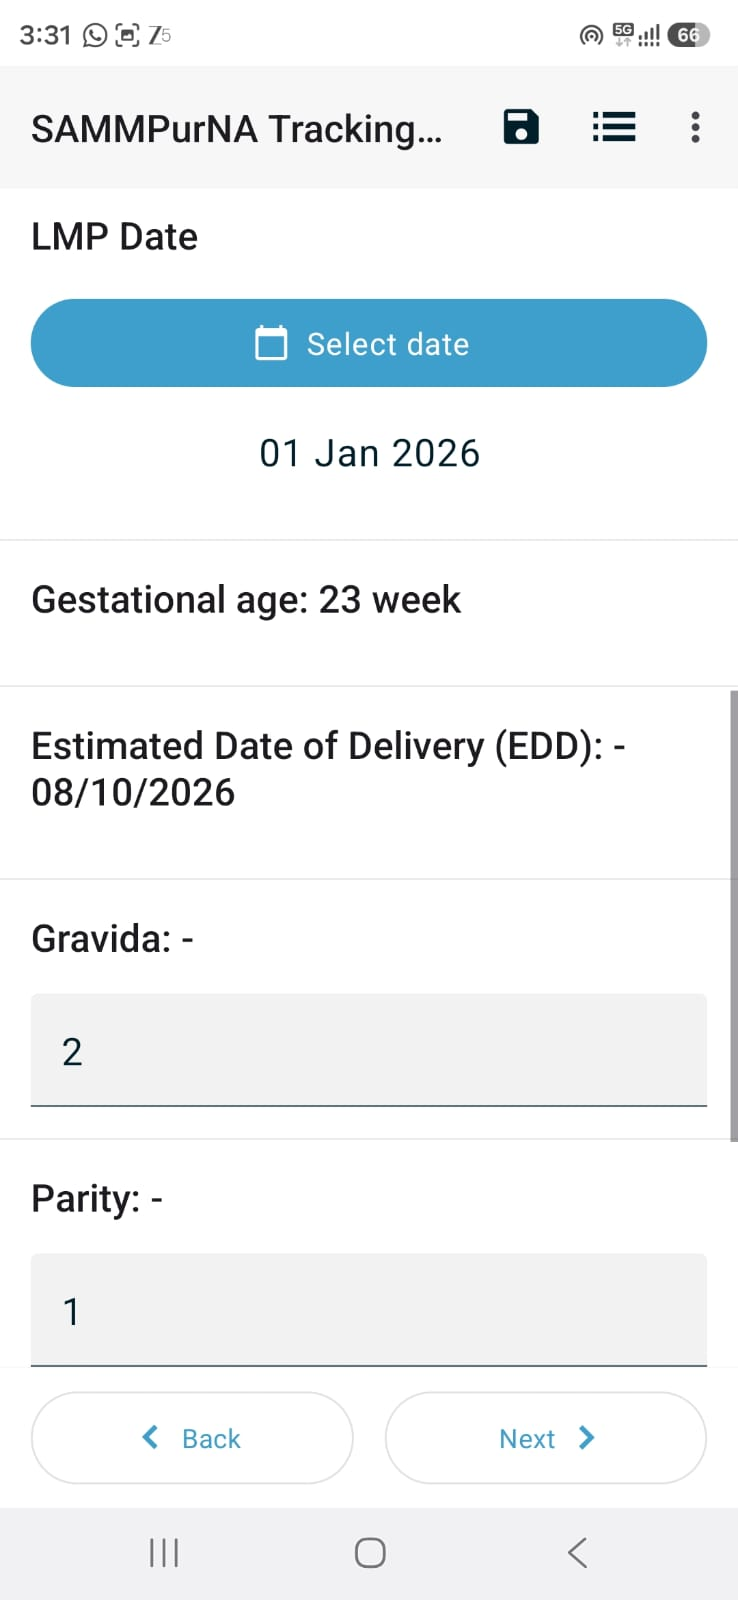 3:31
5G
66
SAMMPurNA Tracking...
LMP Date
Select date
01 Jan 2026
Gestational age: 23 week
Estimated Date of Delivery (EDD): -
08/10/2026
Gravida: -
2
Parity: -
1
Back
Next